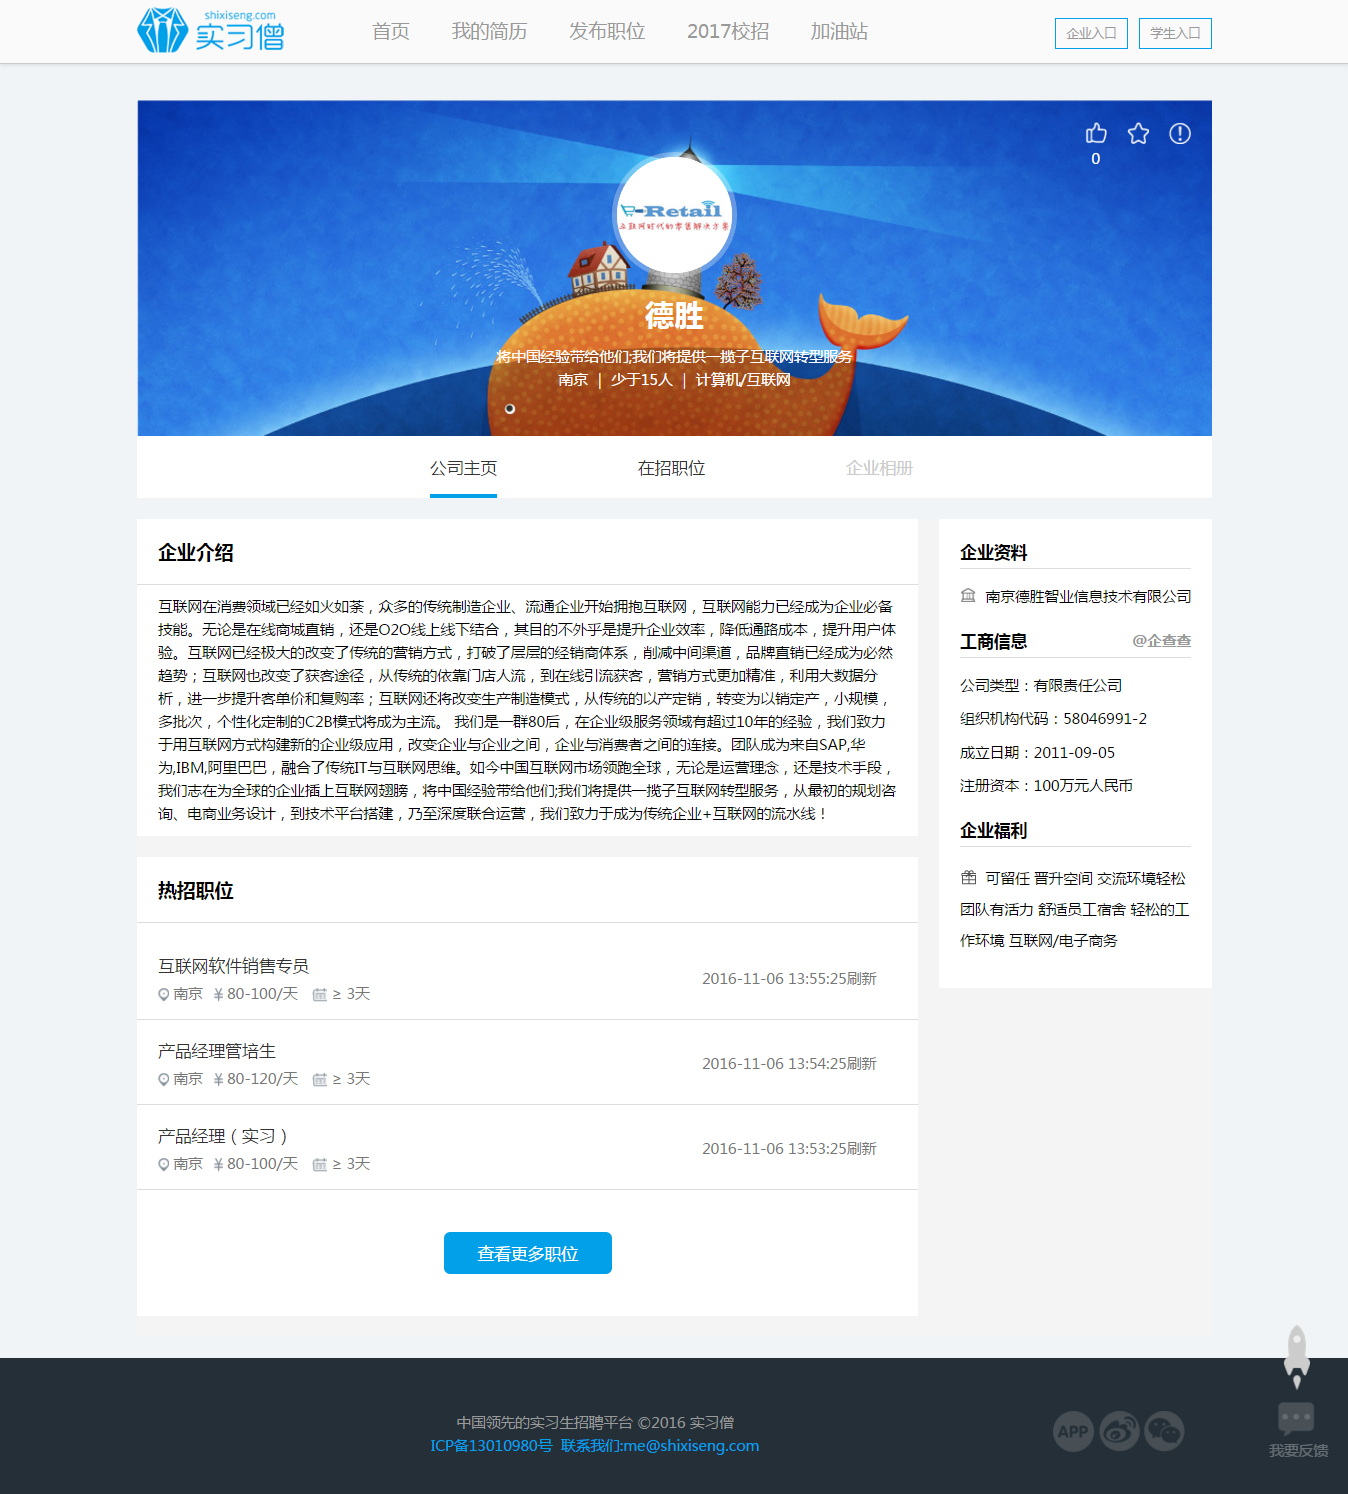 shixiseng.com
实习僧
首页 我的简历 发布职位 2017校招 加油站
企业入口 学生入口
0
e-Retail
互联网时代的零售解决方案
德胜
将中国经验带给他们;我们将提供一揽子互联网转型服务
南京 | 少于15人 | 计算机/互联网
公司主页 在招职位 企业相册
企业介绍
互联网在消费领域已经如火如荼，众多的传统制造企业、流通企业开始拥抱互联网，互联网能力已经成为企业必备
技能。无论是在线商城直销，还是O2O线上线下结合，其目的不外乎是提升企业效率，降低通路成本，提升用户体
验。互联网已经极大的改变了传统的营销方式，打破了层层的经销商体系，削减中间渠道，品牌直销已经成为必然
趋势；互联网也改变了获客途径，从传统的依靠门店人流，到在线引流获客，营销方式更加精准，利用大数据分
析，进一步提升客单价和复购率；互联网还将改变生产制造模式，从传统的以产定销，转变为以销定产，小规模，
多批次，个性化定制的C2B模式将成为主流。 我们是一群80后，在企业级服务领域有超过10年的经验，我们致力
于用互联网方式构建新的企业级应用，改变企业与企业之间，企业与消费者之间的连接。团队成为来自SAP,华
为,IBM,阿里巴巴，融合了传统IT与互联网思维。如今中国互联网市场领跑全球，无论是运营理念，还是技术手段，
我们志在为全球的企业插上互联网翅膀，将中国经验带给他们;我们将提供一揽子互联网转型服务，从最初的规划咨
询、电商业务设计，到技术平台搭建，乃至深度联合运营，我们致力于成为传统企业+互联网的流水线！
热招职位
互联网软件销售专员
南京 ¥ 80-100/天 ≥ 3天
2016-11-06 13:55:25刷新
产品经理管培生
南京 ¥ 80-120/天 ≥ 3天
2016-11-06 13:54:25刷新
产品经理（实习）
南京 ¥ 80-100/天 ≥ 3天
2016-11-06 13:53:25刷新
查看更多职位
企业资料
南京德胜智业信息技术有限公司
工商信息 @企查查
公司类型：有限责任公司
组织机构代码：58046991-2
成立日期：2011-09-05
注册资本：100万元人民币
企业福利
可留任 晋升空间 交流环境轻松
团队有活力 舒适员工宿舍 轻松的工
作环境 互联网/电子商务
中国领先的实习生招聘平台 ©2016 实习僧
ICP备13010980号 联系我们:me@shixiseng.com
APP
我要反馈